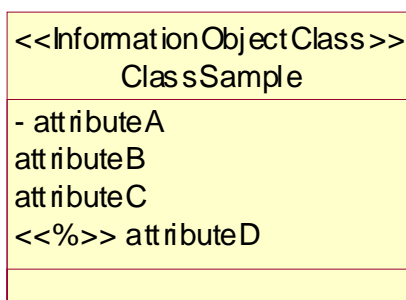 <<InformationObjectClass>>
ClassSample
- attributeA
attributeB
attributeC
<<%>> attributeD